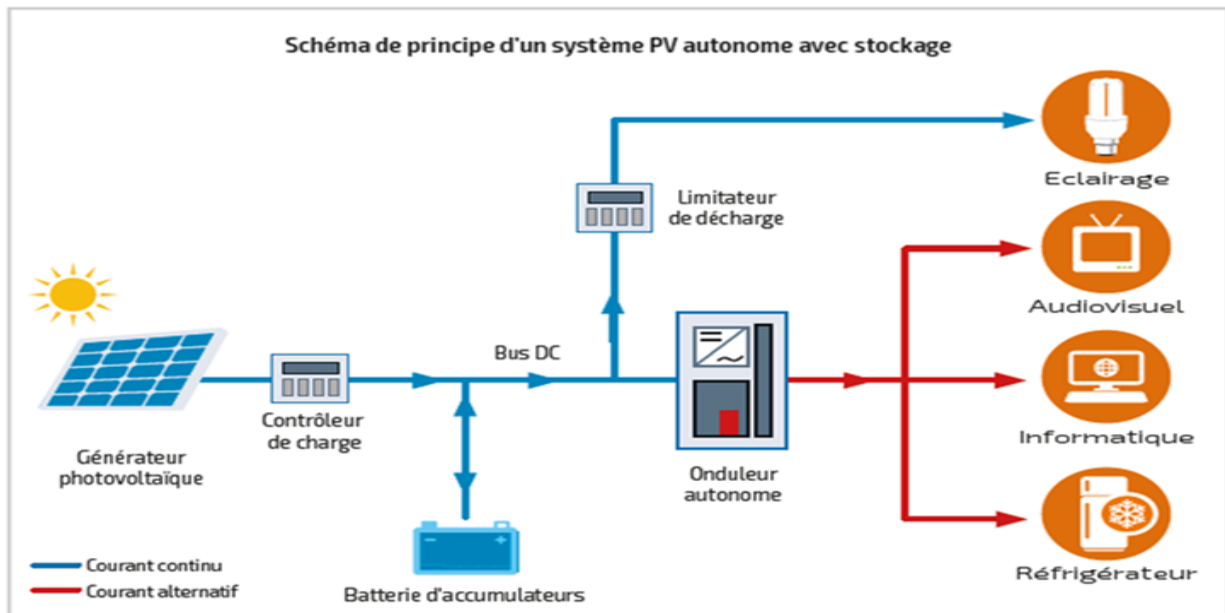 Schéma de principe d'un système PV autonome avec stockage
Eclairage
Limitateur
de décharge
Audiovisuel
Bus DC
Contrôleur
de charge
Informatique
Générateur
photovoltaïque
Onduleur
autonome
Courant continu
Courant alternatif
Batterie d'accumulateurs
Réfrigérateur